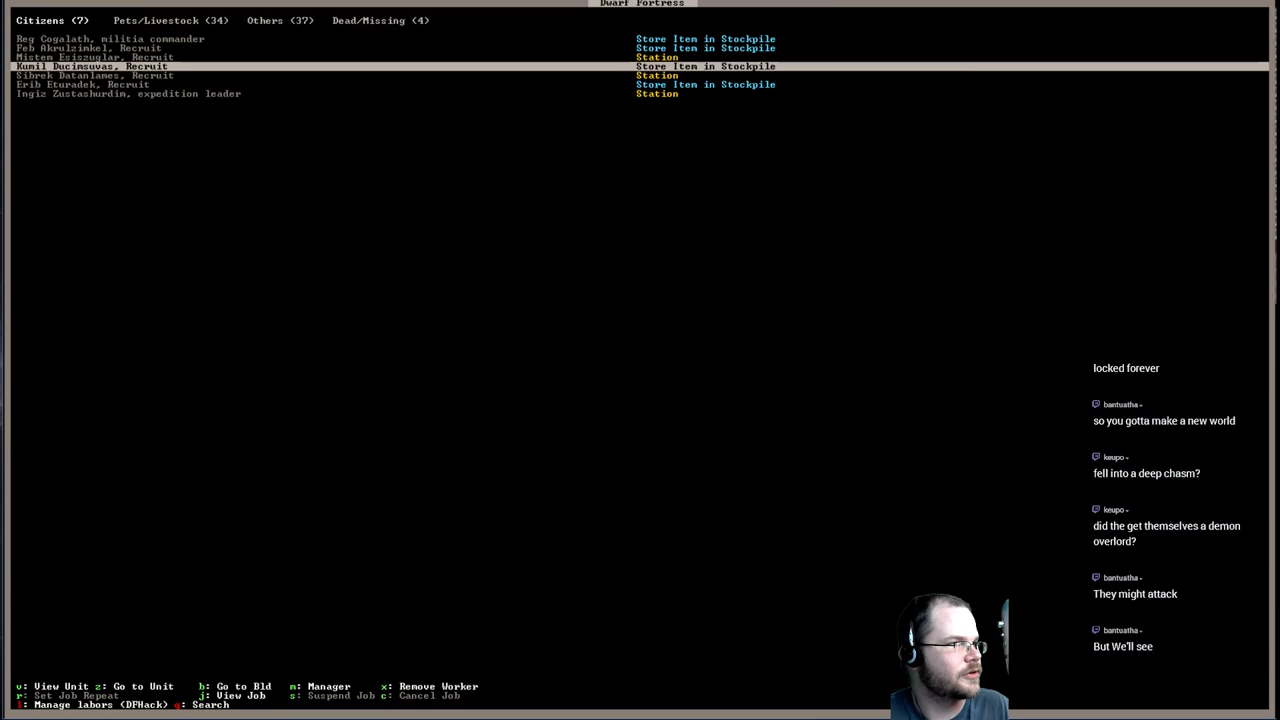 Dwarf Fortress
Citizens (7) Pets/Livestock (34) Others (37) Dead/Missing (4)
Reg Cogalath, militia commander Store Item in Stockpile
Feb Akrulzimkel, Recruit Store Item in Stockpile
Mistem Esiszuglar, Recruit Station
Kumil Ducimsuvas, Recruit Store Item in Stockpile
Sibrek Datanlames, Recruit Station
Erib Eturadek, Recruit Store Item in Stockpile
Ingiz Zustashurdim, expedition leader Station
locked forever
bantuatha
so you gotta make a new world
keupo
fell into a deep chasm?
keupo
did the get themselves a demon
overlord?
bantuatha
They might attack
bantuatha
But We'll see
v: View Unit z: Go to Unit b: Go to Bld m: Manager x: Remove Worker
r: Set Job Repeat j: View Job s: Suspend Job c: Cancel Job
l: Manage labors (DFHack) q: Search